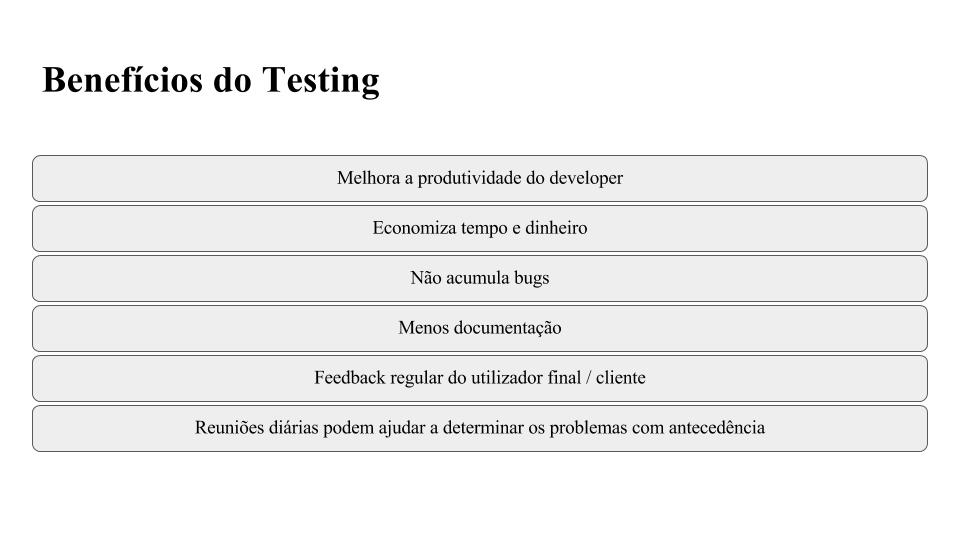 Benefícios do Testing
Melhora a produtividade do developer
Economiza tempo e dinheiro
Não acumula bugs
Menos documentação
Feedback regular do utilizador final / cliente
Reuniões diárias podem ajudar a determinar os problemas com antecedência